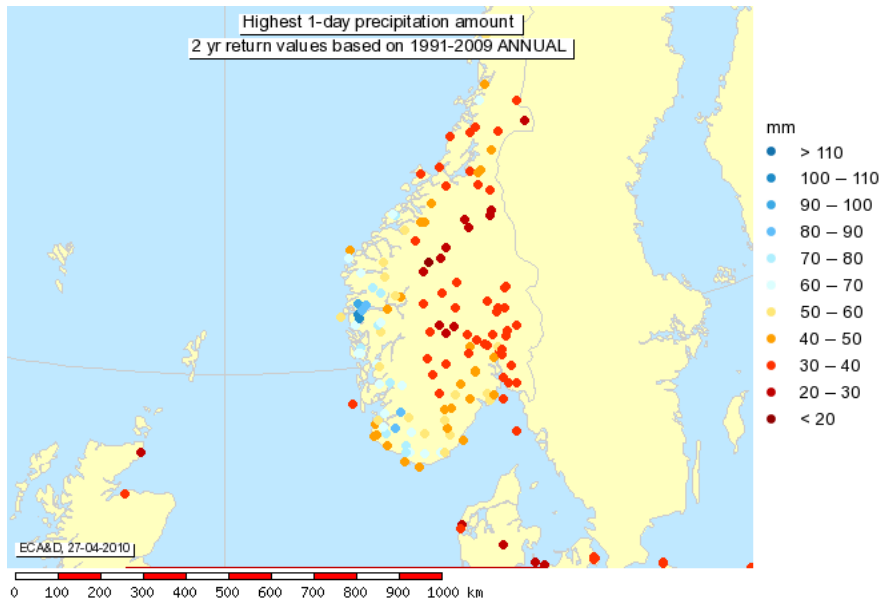 Highest 1-day precipitation amount
2 yr return values based on 1991-2009 ANNUAL
mm
> 110
100 – 110
90 – 100
80 – 90
70 – 80
60 – 70
50 – 60
40 – 50
30 – 40
20 – 30
< 20
ECA&D, 27-04-2010
0 100 200 300 400 500 600 700 800 900 1000 km